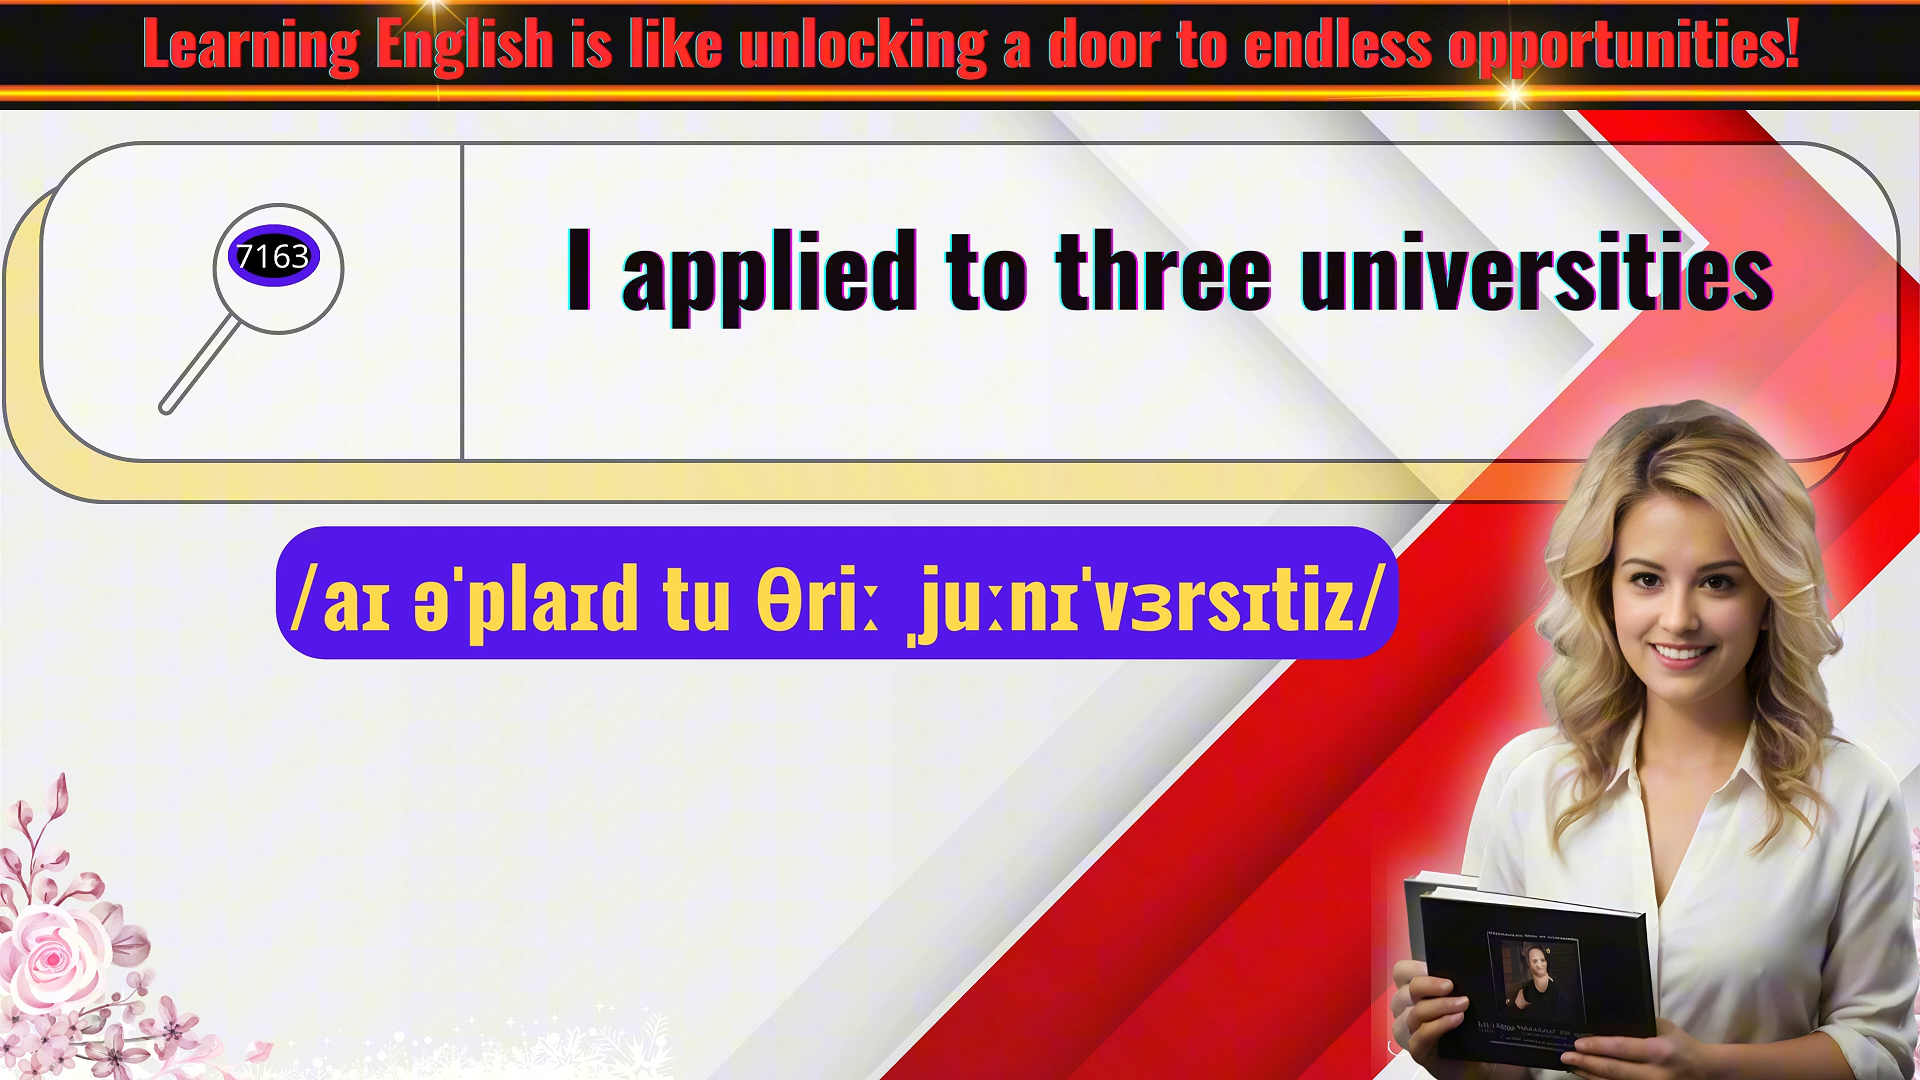 Learning English is like unlocking a door to endless opportunities!
7163
I applied to three universities
/aɪ əˈplaɪd tu θriː ˌjuːnɪˈvɜrsɪtiz/